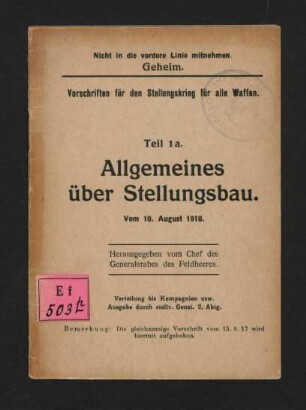 Nicht in die vordere Linie mitnehmen.
Geheim.
Vorschriften für den Stellungskrieg für alle Waffen.
Teil 1a.
Allgemeines
über Stellungsbau.
Vom 10. August 1918.
Herausgegeben vom Chef des
Generalstabes des Feldheeres.
E f
503
Verteilung bis Kompagnien usw.
Ausgabe durch stellv. Genst. 2. Abtg.
Bemerkung: Die gleichnamige Vorschrift vom 15. 8. 17 wird
hiermit aufgehoben.